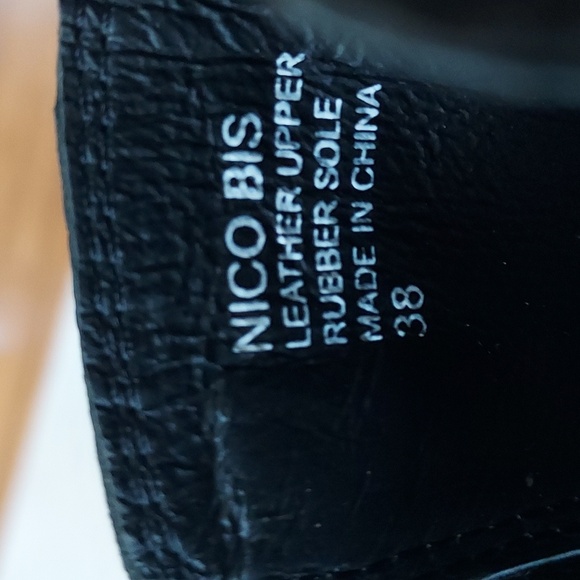 NICO BIS
LEATHER UPPER
RUBBER SOLE
MADE IN CHINA
38